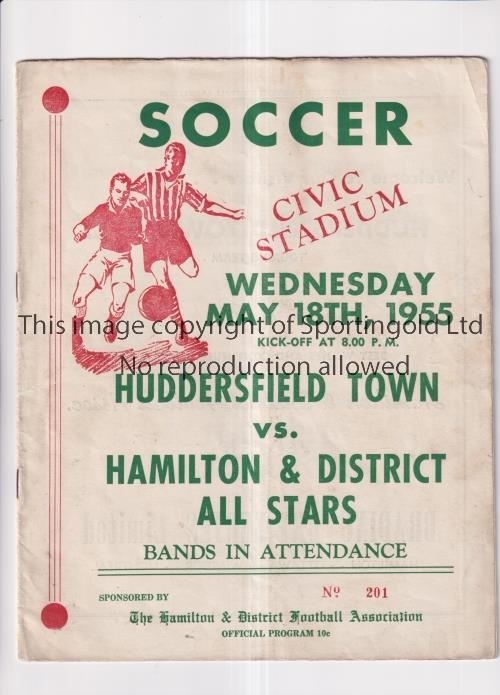 SOCCER
CIVIC
STADIUM
WEDNESDAY
MAY 18TH, 1955
This image copyright of Sportingold Ltd
KICK-OFF AT 8.00 P. M.
No reproduction allowed
HUDDERSFIELD TOWN
VS.
HAMILTON & DISTRICT
ALL STARS
BANDS IN ATTENDANCE
SPONSORED BY
Nº 201
The Hamilton & District Football Association
OFFICIAL PROGRAM 10c